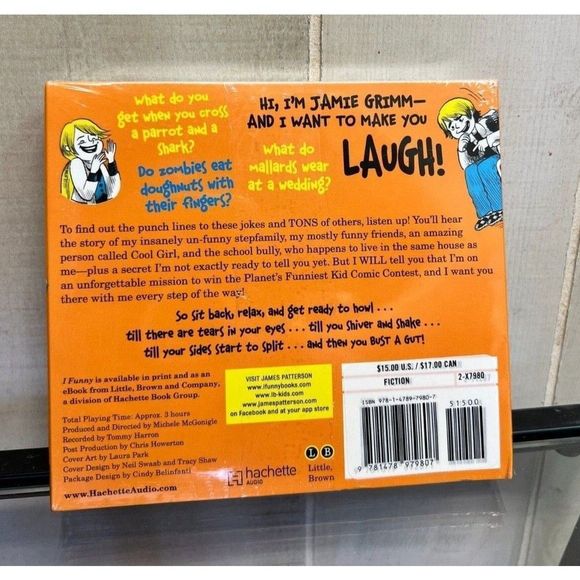 What do you
get when you cross
a parrot and a
shark?
Do zombies eat
doughnuts with
their fingers?
What do
mallards wear
at a wedding?
HI, I'M JAMIE GRIMM—
AND I WANT TO MAKE YOU
LAUGH!
To find out the punch lines to these jokes and TONS of others, listen up! You'll hear
the story of my insanely un-funny stepfamily, my mostly funny friends, an amazing
person called Cool Girl, and the school bully, who happens to live in the same house as
me—plus a secret I'm not exactly ready to tell you yet. But I WILL tell you that I'm on
an unforgettable mission to win the Planet's Funniest Kid Comic Contest, and I want you
there with me every step of the way!
So sit back, relax, and get ready to howl . . .
till there are tears in your eyes . . . till you shiver and shake . . .
till your sides start to split . . . and then you BUST A GUT!
I Funny is available in print and as an
eBook from Little, Brown and Company,
a division of Hachette Book Group.
Total Playing Time: Approx. 3 hours
Produced and Directed by Michele McGonigle
Recorded by Tommy Harron
Post Production by Chris Howerton
Cover Art by Laura Park
Cover Design by Neil Swaab and Tracy Shaw
Package Design by Cindy Belinfanti
www.HachetteAudio.com
VISIT JAMES PATTERSON
www.ifunnybooks.com
www.lb-kids.com
www.jamespatterson.com
on Facebook and at your app store
hachette
AUDIO
L B
Little,
Brown
$15.00 U.S. / $17.00 CAN
FICTION 2-X7980
ISBN 978-1-4789-7980-7
51500
9 781478 979807